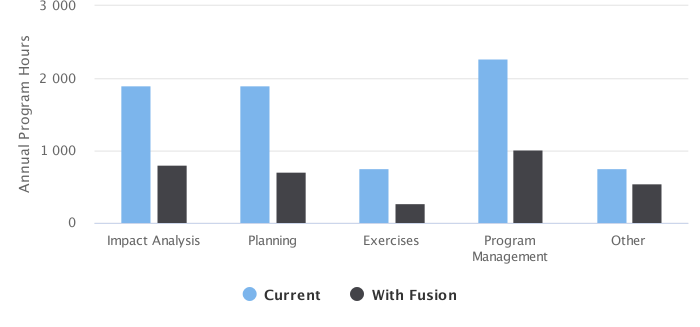 3 000
2 000
1 000
0
Annual Program Hours
Impact Analysis
Planning
Exercises
Program
Management
Other
Current
With Fusion